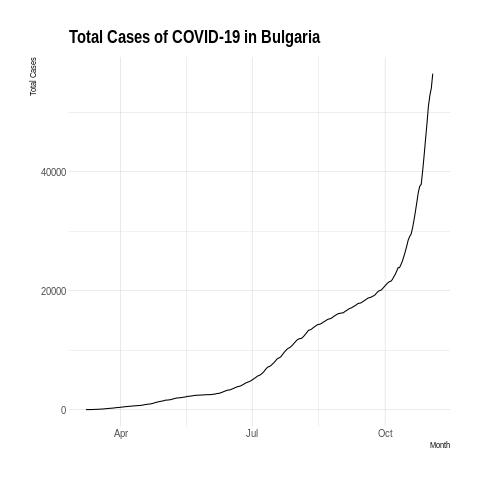 Total Cases of COVID-19 in Bulgaria
Total Cases
40000
20000
0
Apr Jul Oct
Month